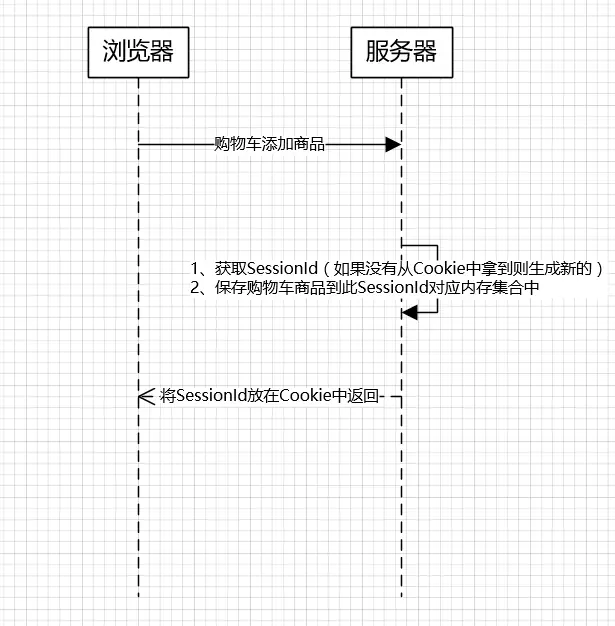 浏览器
服务器
购物车添加商品
1、获取SessionId（如果没有从Cookie中拿到则生成新的）
2、保存购物车商品到此SessionId对应内存集合中
将SessionId放在Cookie中返回